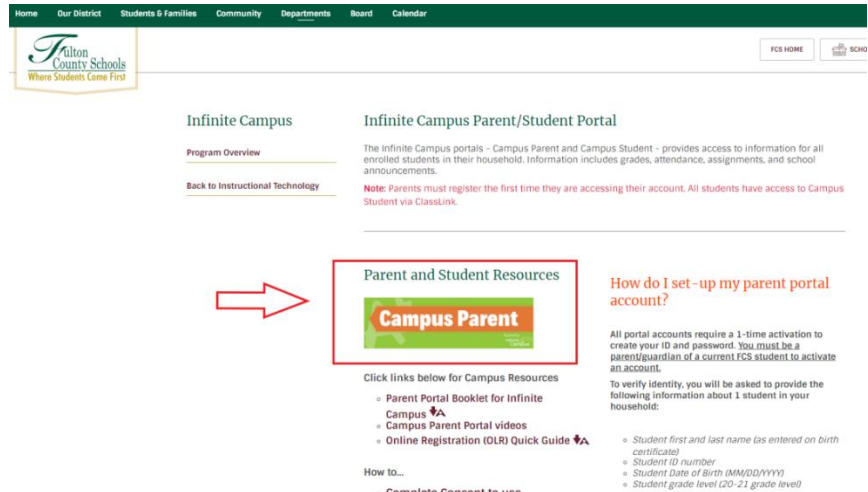 Home Our District Students & Families Community Departments Board Calendar
Fulton
County Schools
Where Students Come First
FCS HOME
Infinite Campus
Program Overview
Back to Instructional Technology
Infinite Campus Parent/Student Portal
The Infinite Campus portals - Campus Parent and Campus Student - provides access to information for all
enrolled students in their household. Information includes grades, attendance, assignments, and school
announcements.
Note: Parents must register the first time they are accessing their account. All students have access to Campus
Student via ClassLink.
Parent and Student Resources
Campus Parent
Click links below for Campus Resources
Parent Portal Booklet for Infinite
Campus
Campus Parent Portal videos
Online Registration (OLR) Quick Guide
How to...
Complete Consent to use
How do I set-up my parent portal
account?
All portal accounts require a 1-time activation to
create your ID and password. You must be a
parent/guardian of a current FCS student to activate
an account.
To verify identity, you will be asked to provide the
following information about 1 student in your
household:
Student first and last name (as entered on birth
certificate)
Student ID number
Student Date of Birth (MM/DD/YYYY)
Student grade level (20-21 grade level)